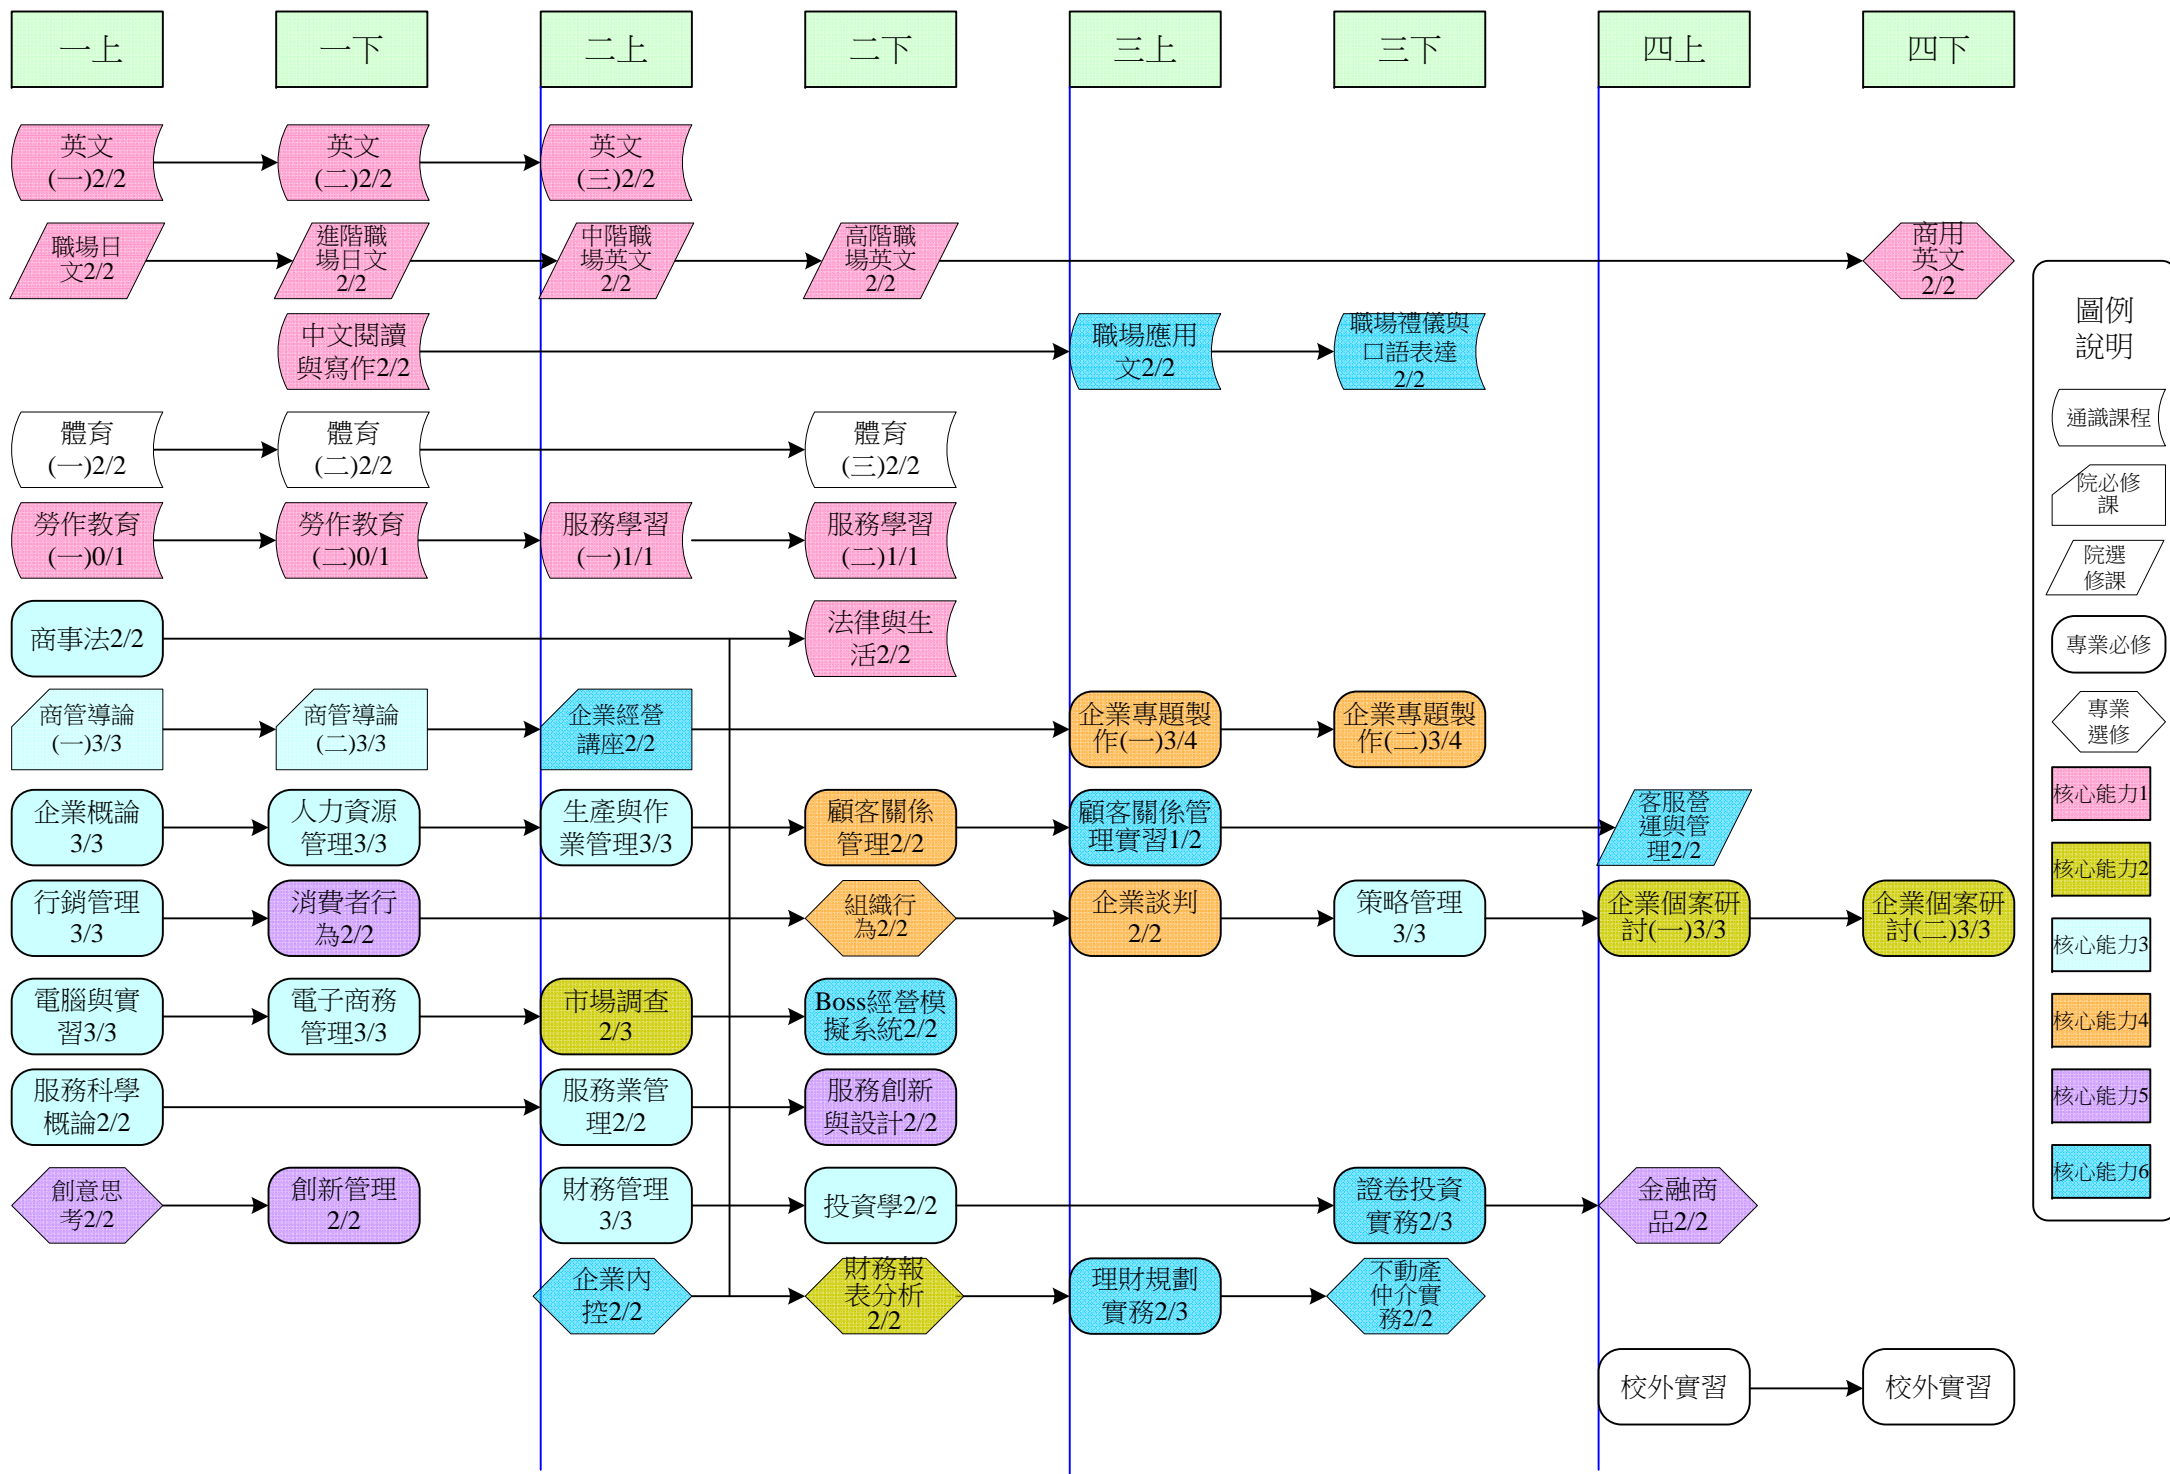 一上
一下
二上
二下
三上
三下
四上
四下
英文
(一)2/2
英文
(二)2/2
英文
(三)2/2
職場日
文2/2
進階職
場日文
2/2
中階職
場英文
2/2
高階職
場英文
2/2
商用
英文
2/2
中文閱讀
與寫作2/2
職場應用
文2/2
職場禮儀與
口語表達
2/2
體育
(一)2/2
體育
(二)2/2
體育
(三)2/2
勞作教育
(一)0/1
勞作教育
(二)0/1
服務學習
(一)1/1
服務學習
(二)1/1
商事法2/2
法律與生
活2/2
商管導論
(一)3/3
商管導論
(二)3/3
企業經營
講座2/2
企業專題製
作(一)3/4
企業專題製
作(二)3/4
企業概論
3/3
人力資源
管理3/3
生產與作
業管理3/3
顧客關係
管理2/2
顧客關係管
理實習1/2
客服營
運與管
理2/2
行銷管理
3/3
消費者行
為2/2
組織行
為2/2
企業談判
2/2
策略管理
3/3
企業個案研
討(一)3/3
企業個案研
討(二)3/3
電腦與實
習3/3
電子商務
管理3/3
市場調查
2/3
Boss經營模
擬系統2/2
服務科學
概論2/2
服務業管
理2/2
服務創新
與設計2/2
創意思
考2/2
創新管理
2/2
財務管理
3/3
投資學2/2
證卷投資
實務2/3
金融商
品2/2
企業內
控2/2
財務報
表分析
2/2
理財規劃
實務2/3
不動產
仲介實
務2/2
校外實習
校外實習
圖例
說明
通識課程
院必修
課
院選
修課
專業必修
專業
選修
核心能力1
核心能力2
核心能力3
核心能力4
核心能力5
核心能力6